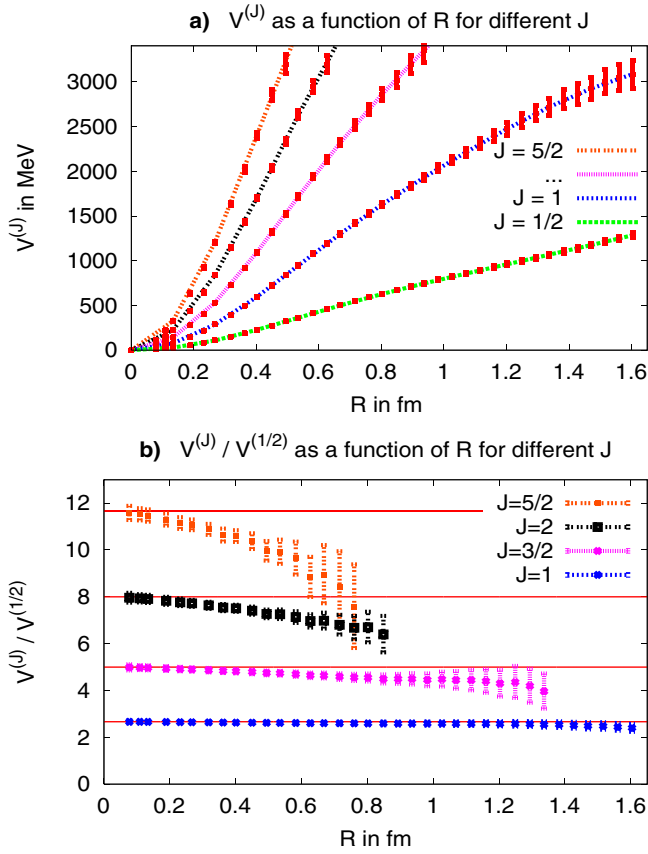 a) V^(J) as a function of R for different J
3000
2500
2000
1500
1000
500
0
V^(J) in MeV
J = 5/2
...
J = 1
J = 1/2
0 0.2 0.4 0.6 0.8 1 1.2 1.4 1.6
R in fm
b) V^(J) / V^(1/2) as a function of R for different J
12
10
8
6
4
2
0
V^(J) / V^(1/2)
J=5/2
J=2
J=3/2
J=1
0 0.2 0.4 0.6 0.8 1 1.2 1.4 1.6
R in fm